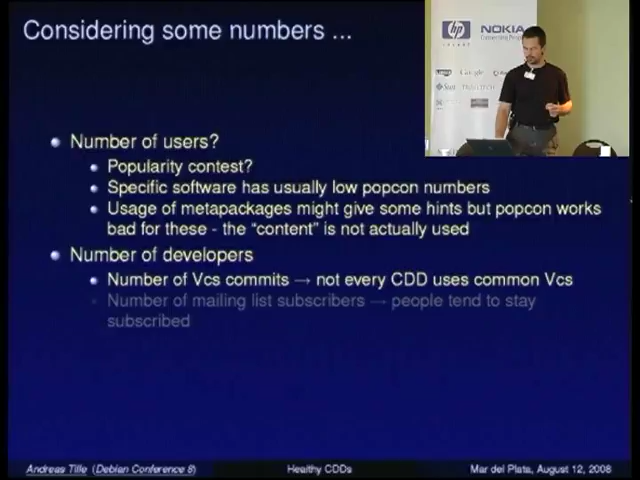 Considering some numbers ...
hp
invent
NOKIA
Connecting People
Google
Sun
Number of users?
Popularity contest?
Specific software has usually low popcon numbers
Usage of metapackages might give some hints but popcon works
bad for these - the “content” is not actually used
Number of developers
Number of Vcs commits → not every CDD uses common Vcs
Number of mailing list subscribers → people tend to stay
subscribed
Andreas Tille (Debian Conference 8) Healthy CDDs Mar del Plata, August 12, 2008